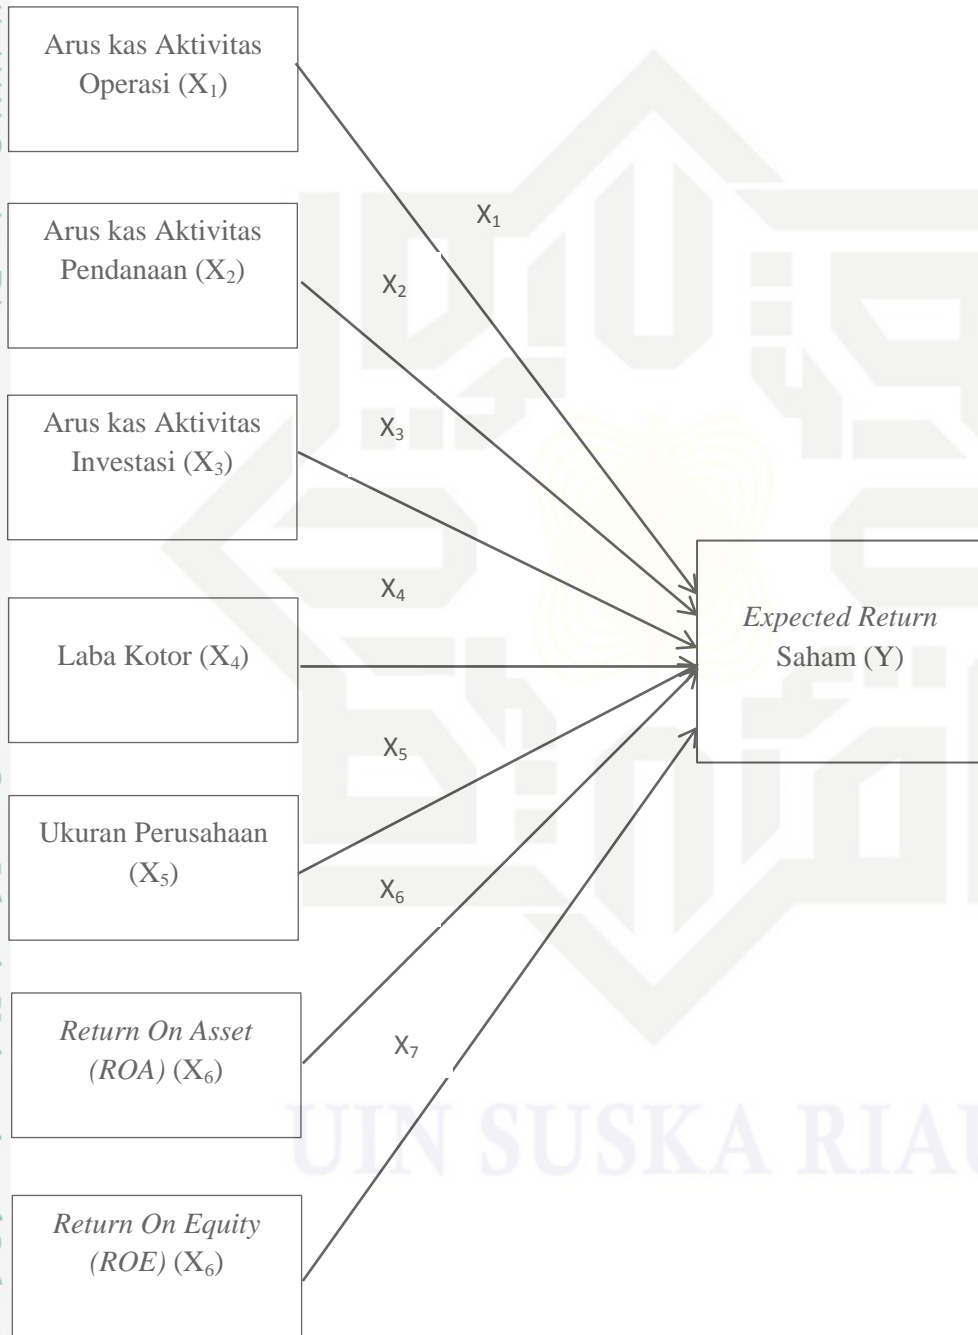 Arus kas Aktivitas
Operasi (X₁)
X₁
Arus kas Aktivitas
Pendanaan (X₂)
X₂
Arus kas Aktivitas
Investasi (X₃)
X₃
X₄
Laba Kotor (X₄)
Expected Return
Saham (Y)
X₅
Ukuran Perusahaan
(X₅)
X₆
Return On Asset
(ROA) (X₆)
X₇
UIN SUSKA RIAU
Return On Equity
(ROE) (X₆)